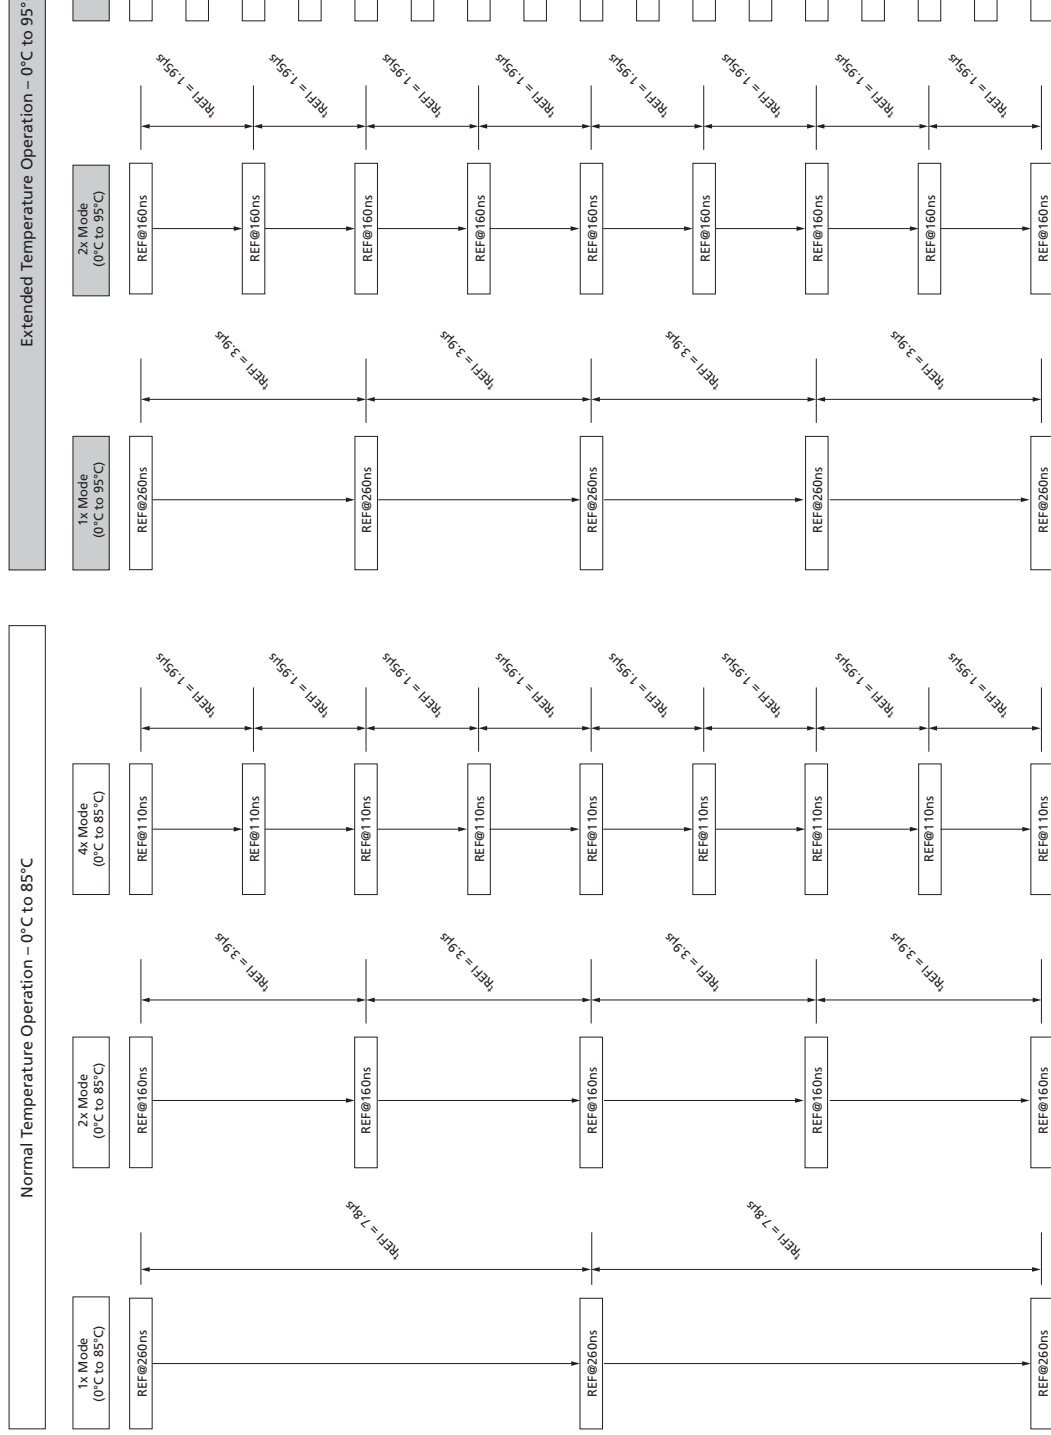 Normal Temperature Operation – 0°C to 85°C
1x Mode
(0°C to 85°C)
REF@260ns
REF@260ns
REF@260ns
tREFI = 7.8µs
tREFI = 7.8µs
2x Mode
(0°C to 85°C)
REF@160ns
REF@160ns
REF@160ns
REF@160ns
REF@160ns
tREFI = 3.9µs
tREFI = 3.9µs
tREFI = 3.9µs
tREFI = 3.9µs
4x Mode
(0°C to 85°C)
REF@110ns
REF@110ns
REF@110ns
REF@110ns
REF@110ns
REF@110ns
REF@110ns
REF@110ns
REF@110ns
tREFI = 1.95µs
tREFI = 1.95µs
tREFI = 1.95µs
tREFI = 1.95µs
tREFI = 1.95µs
tREFI = 1.95µs
tREFI = 1.95µs
tREFI = 1.95µs
Extended Temperature Operation – 0°C to 95°
1x Mode
(0°C to 95°C)
REF@260ns
REF@260ns
REF@260ns
REF@260ns
REF@260ns
tREFI = 3.9µs
tREFI = 3.9µs
tREFI = 3.9µs
tREFI = 3.9µs
2x Mode
(0°C to 95°C)
REF@160ns
REF@160ns
REF@160ns
REF@160ns
REF@160ns
REF@160ns
REF@160ns
REF@160ns
REF@160ns
tREFI = 1.95µs
tREFI = 1.95µs
tREFI = 1.95µs
tREFI = 1.95µs
tREFI = 1.95µs
tREFI = 1.95µs
tREFI = 1.95µs
tREFI = 1.95µs